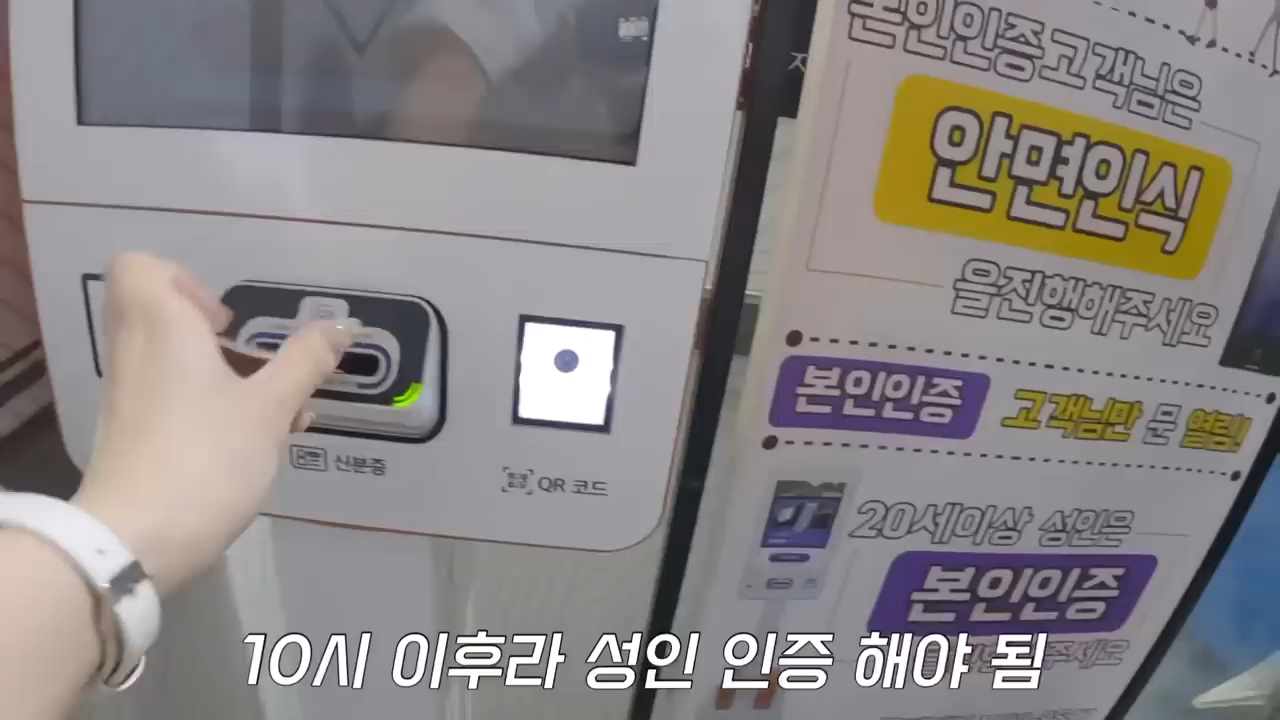 본인인증고객님은
안면인식
을진행해주세요
본인인증 고객님만 문 열림!
20세이상 성인은
본인인증
주세요
신분증
QR 코드
10시 이후라 성인 인증 해야 됨